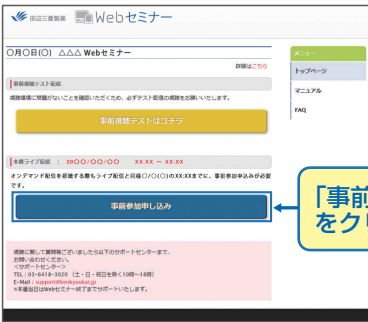 田辺三菱製薬 Webセミナー
○月○日(○) △△△ Webセミナー
詳細はこちら
事前視聴テスト配信
視聴環境に問題がないことを確認いただくため、必ずテスト配信の視聴をお願いいたします。
事前視聴テストはコチラ
本番ライブ配信 : 20○○/○○/○○ XX:XX ～ XX:XX
オンデマンド配信を視聴する際もライブ配信と同様○/○(○)のXX:XXまでに、事前参加申込みが必要
です。
事前参加申し込み
視聴に関して質問等ございましたら以下のサポートセンターまで、
お問い合わせください。
<サポートセンター>
TEL : 03-6418-3020 (土・日・祝日を除く10時～18時)
E-Mail : support@kenkyuukai.jp
※本番当日はWebセミナー終了までサポートいたします。
メニュー
トップページ
マニュアル
FAQ
「事前
をク